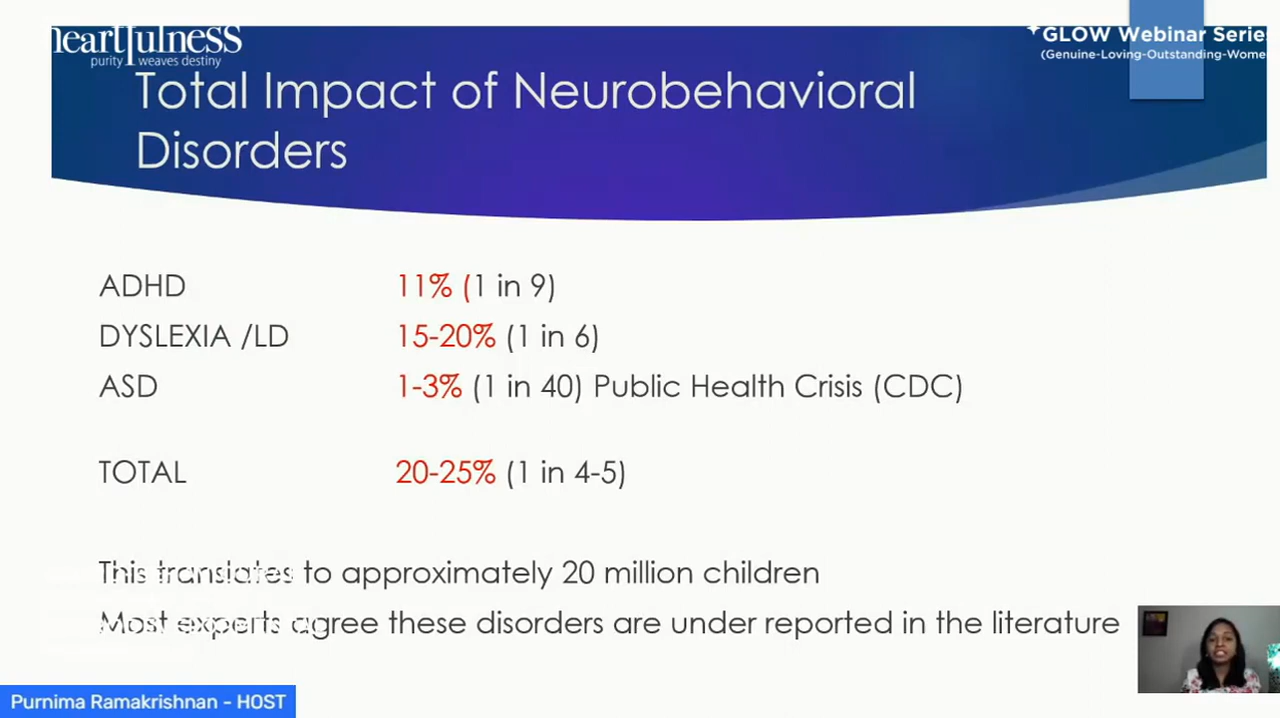 heartfulness
purity weaves destiny
GLOW Webinar Series
(Genuine-Loving-Outstanding-Wome
Total Impact of Neurobehavioral
Disorders
ADHD 11% (1 in 9)
DYSLEXIA /LD 15-20% (1 in 6)
ASD 1-3% (1 in 40) Public Health Crisis (CDC)
TOTAL 20-25% (1 in 4-5)
This translates to approximately 20 million children
Most experts agree these disorders are under reported in the literature
Purnima Ramakrishnan - HOST